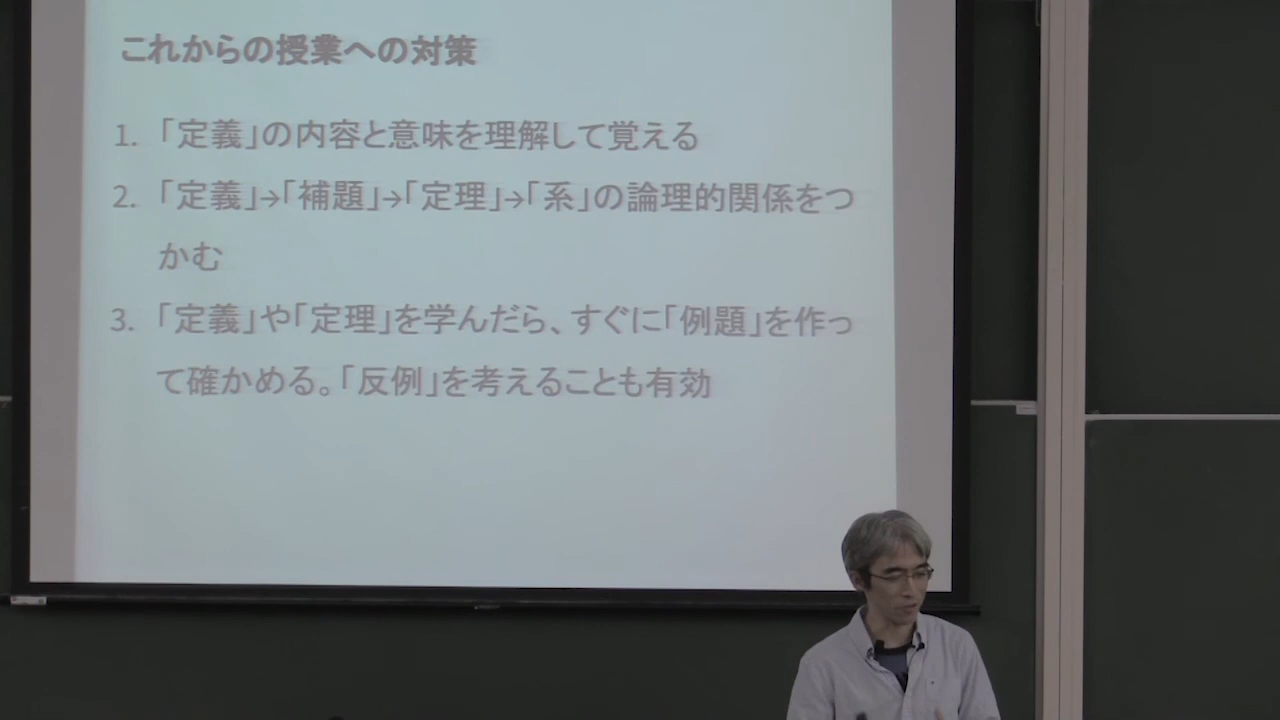 これからの授業への対策
1. 「定義」の内容と意味を理解して覚える
2. 「定義」→「補題」→「定理」→「系」の論理的関係をつ
かむ
3. 「定義」や「定理」を学んだら、すぐに「例題」を作っ
て確かめる。「反例」を考えることも有効